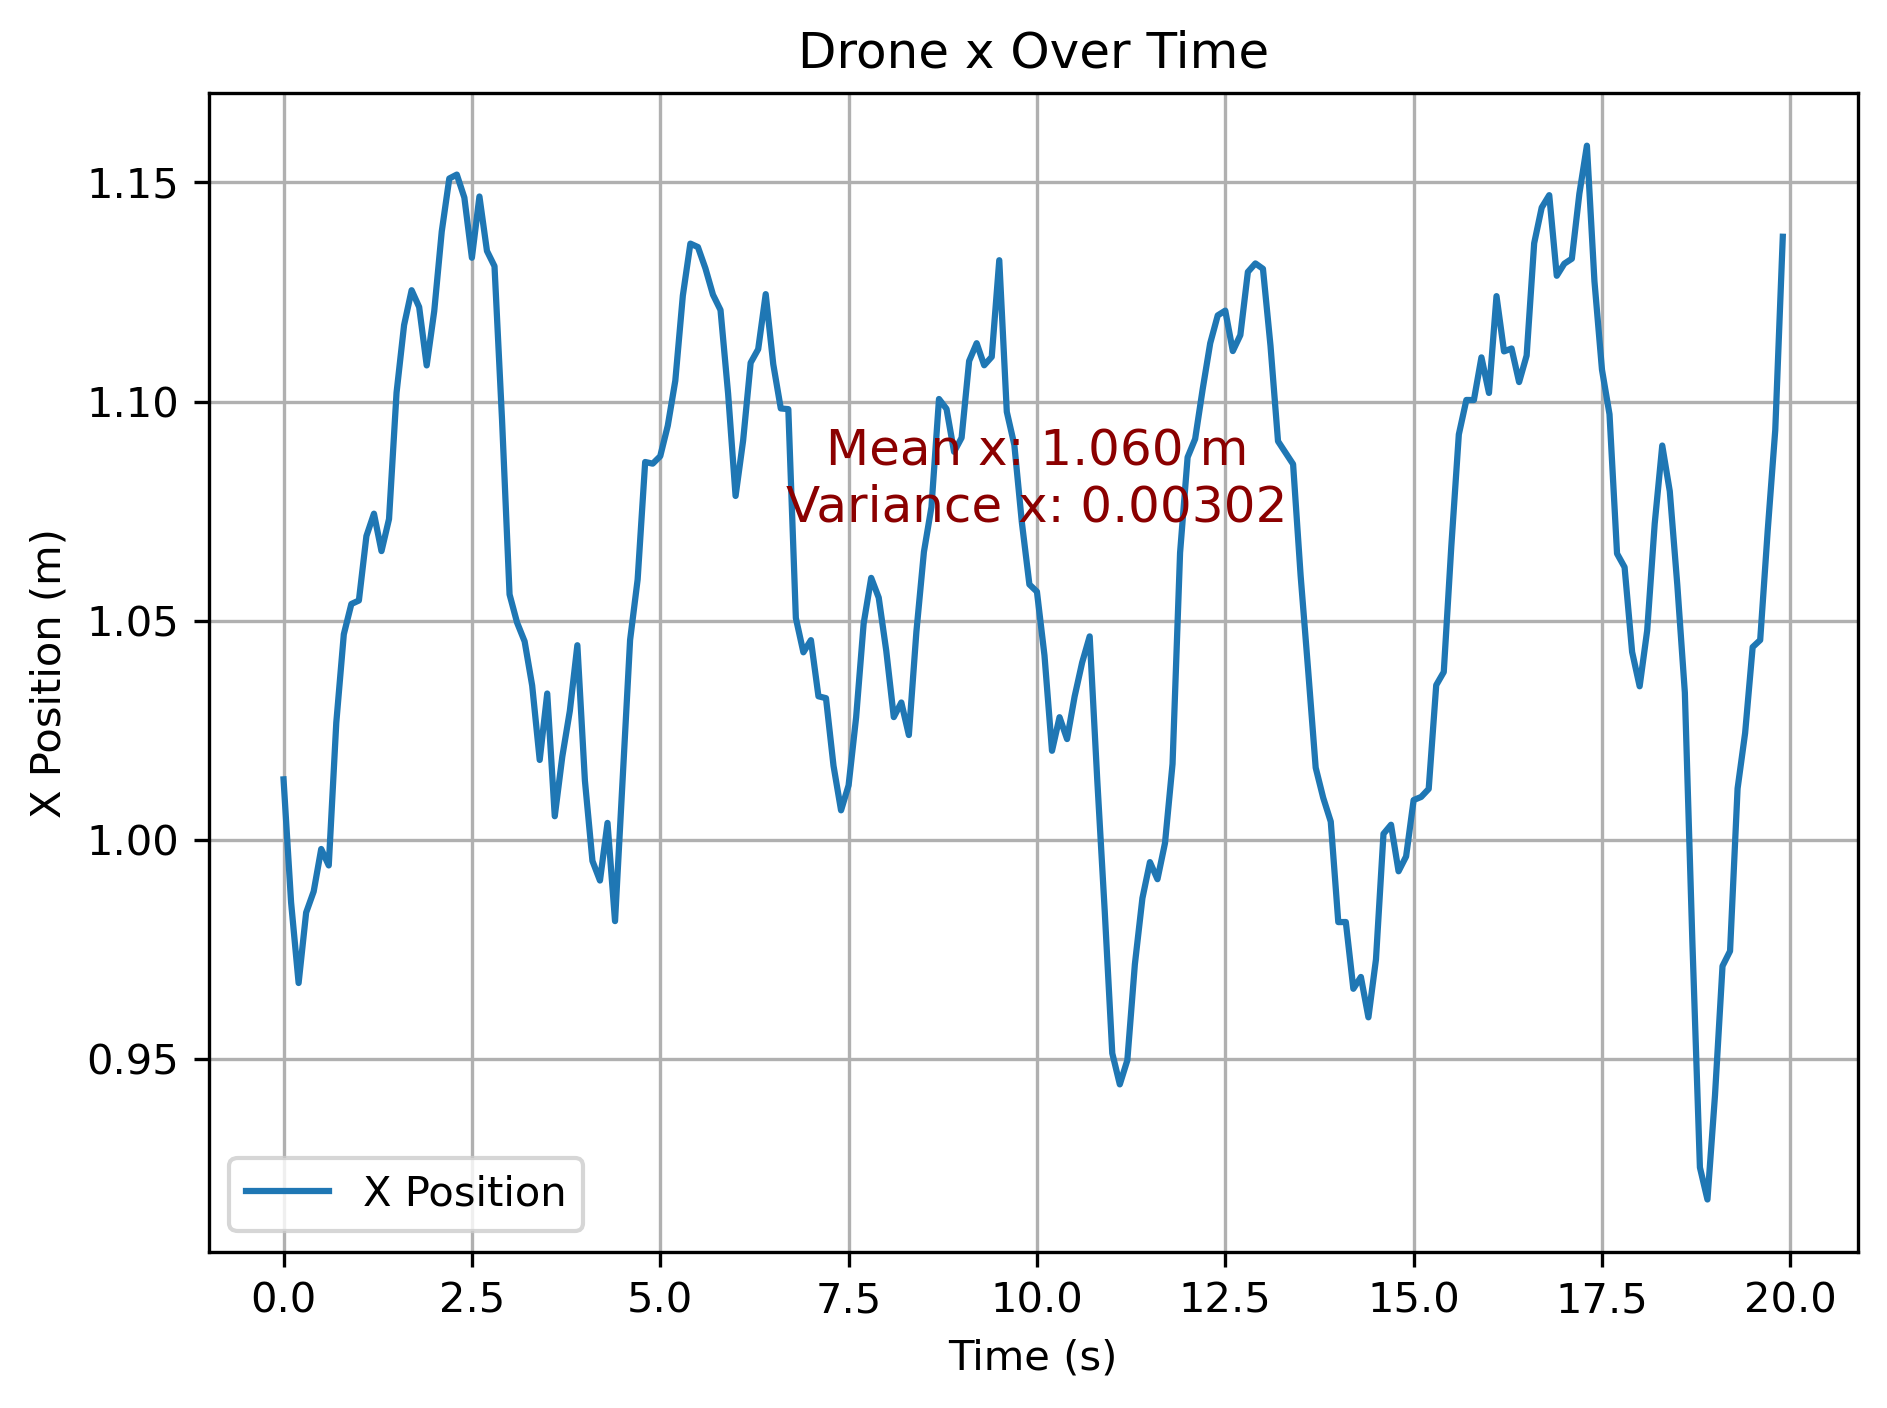 Drone x Over Time
X Position (m)
1.15
1.10
1.05
1.00
0.95
Mean x: 1.060 m
Variance x: 0.00302
X Position
0.0 2.5 5.0 7.5 10.0 12.5 15.0 17.5 20.0
Time (s)